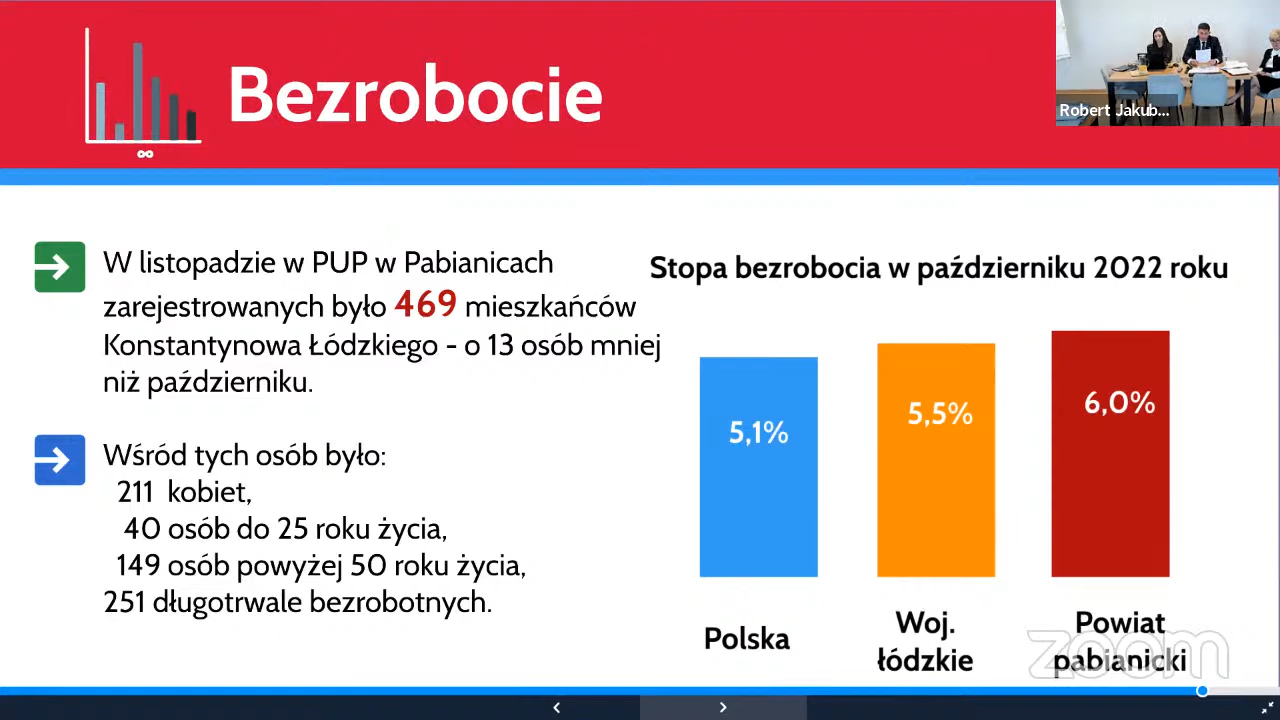 Bezrobocie
Robert Jakub...
W listopadzie w PUP w Pabianicach
zarejestrowanych było 469 mieszkańców
Konstantynowa Łódzkiego - o 13 osób mniej
niż październiku.
Wśród tych osób było:
211 kobiet,
40 osób do 25 roku życia,
149 osób powyżej 50 roku życia,
251 długotrwale bezrobotnych.
Stopa bezrobocia w październiku 2022 roku
5,1%
5,5%
6,0%
Polska
Woj.
łódzkie
Powiat
pabianicki
zoom